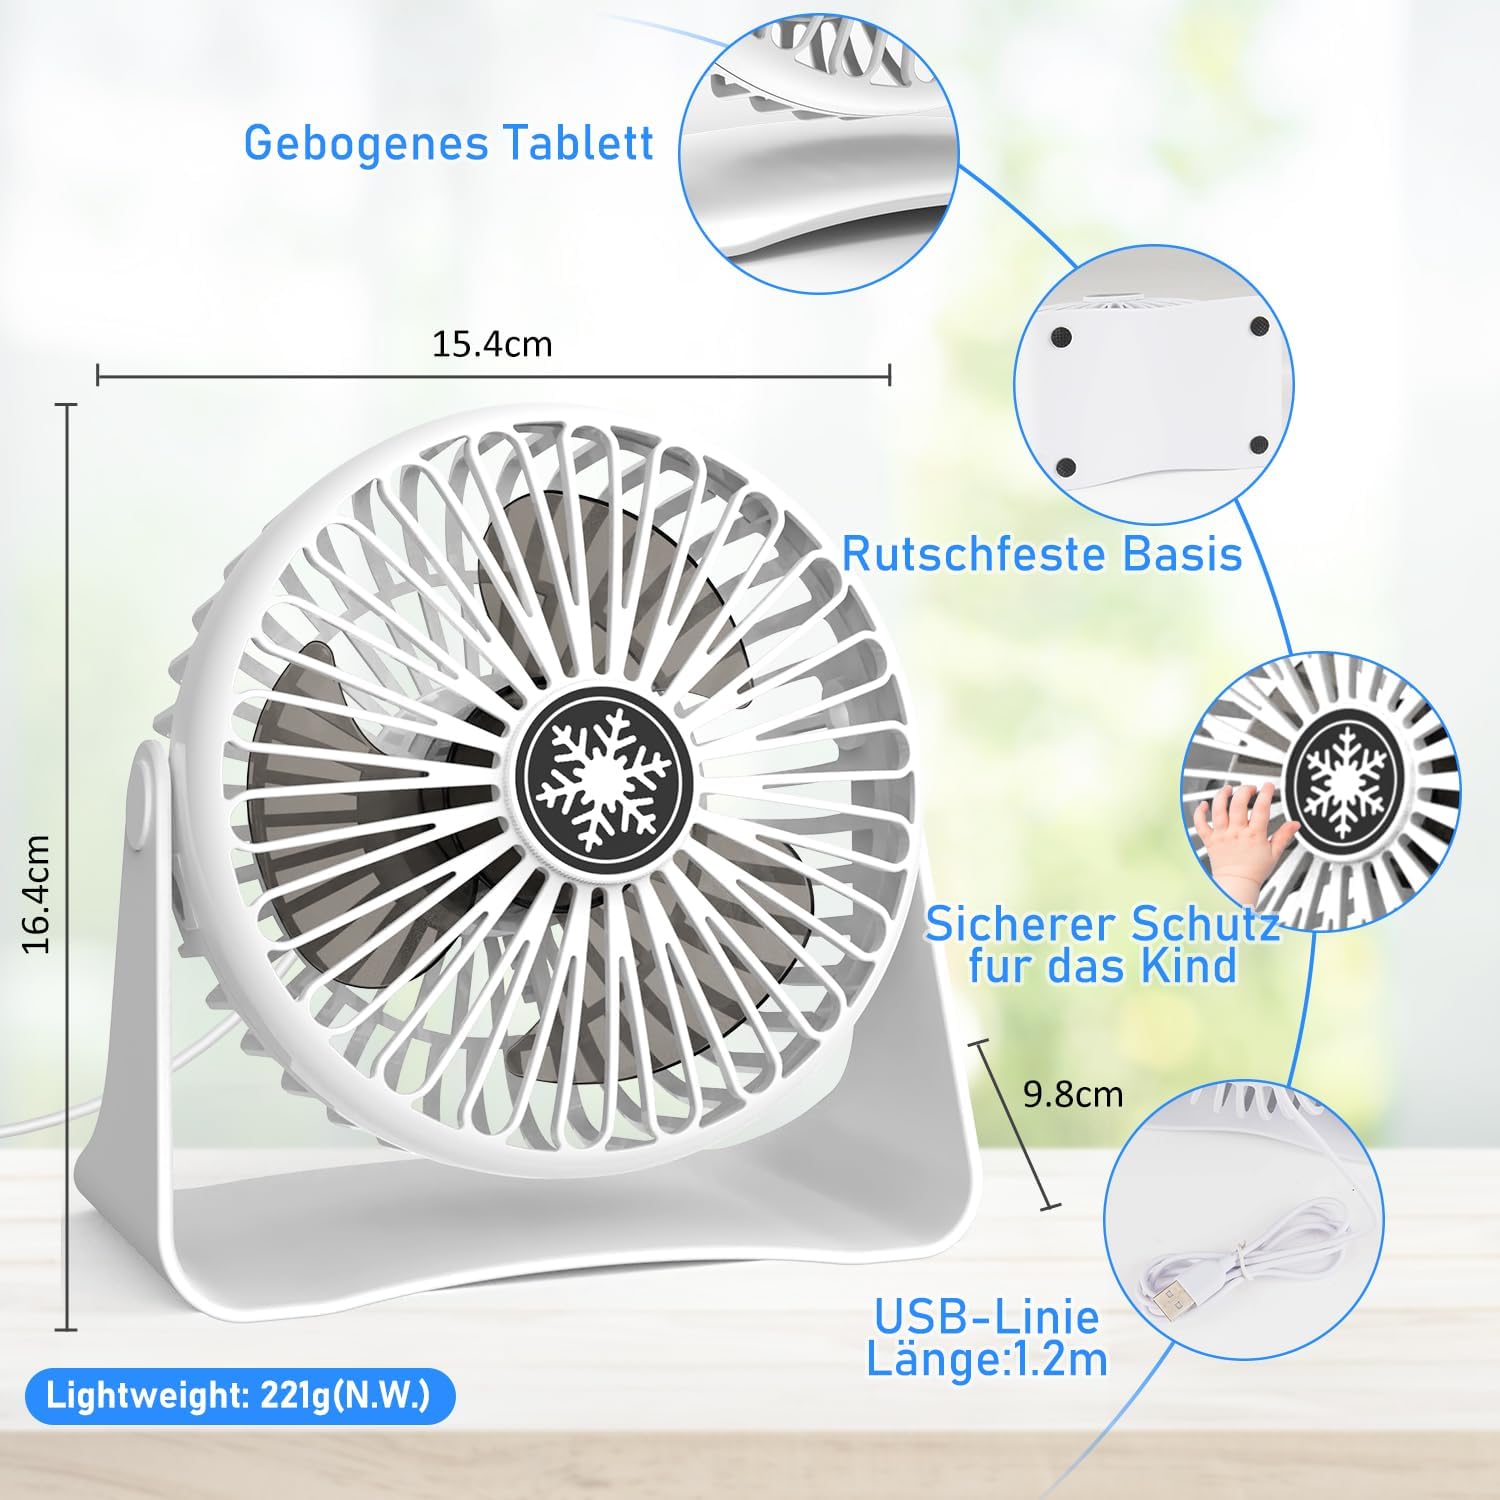 Gebogenes Tablett
15.4cm
16.4cm
Rutschfeste Basis
Sicherer Schutz
fur das Kind
9.8cm
USB-Linie
Länge:1.2m
Lightweight: 221g(N.W.)